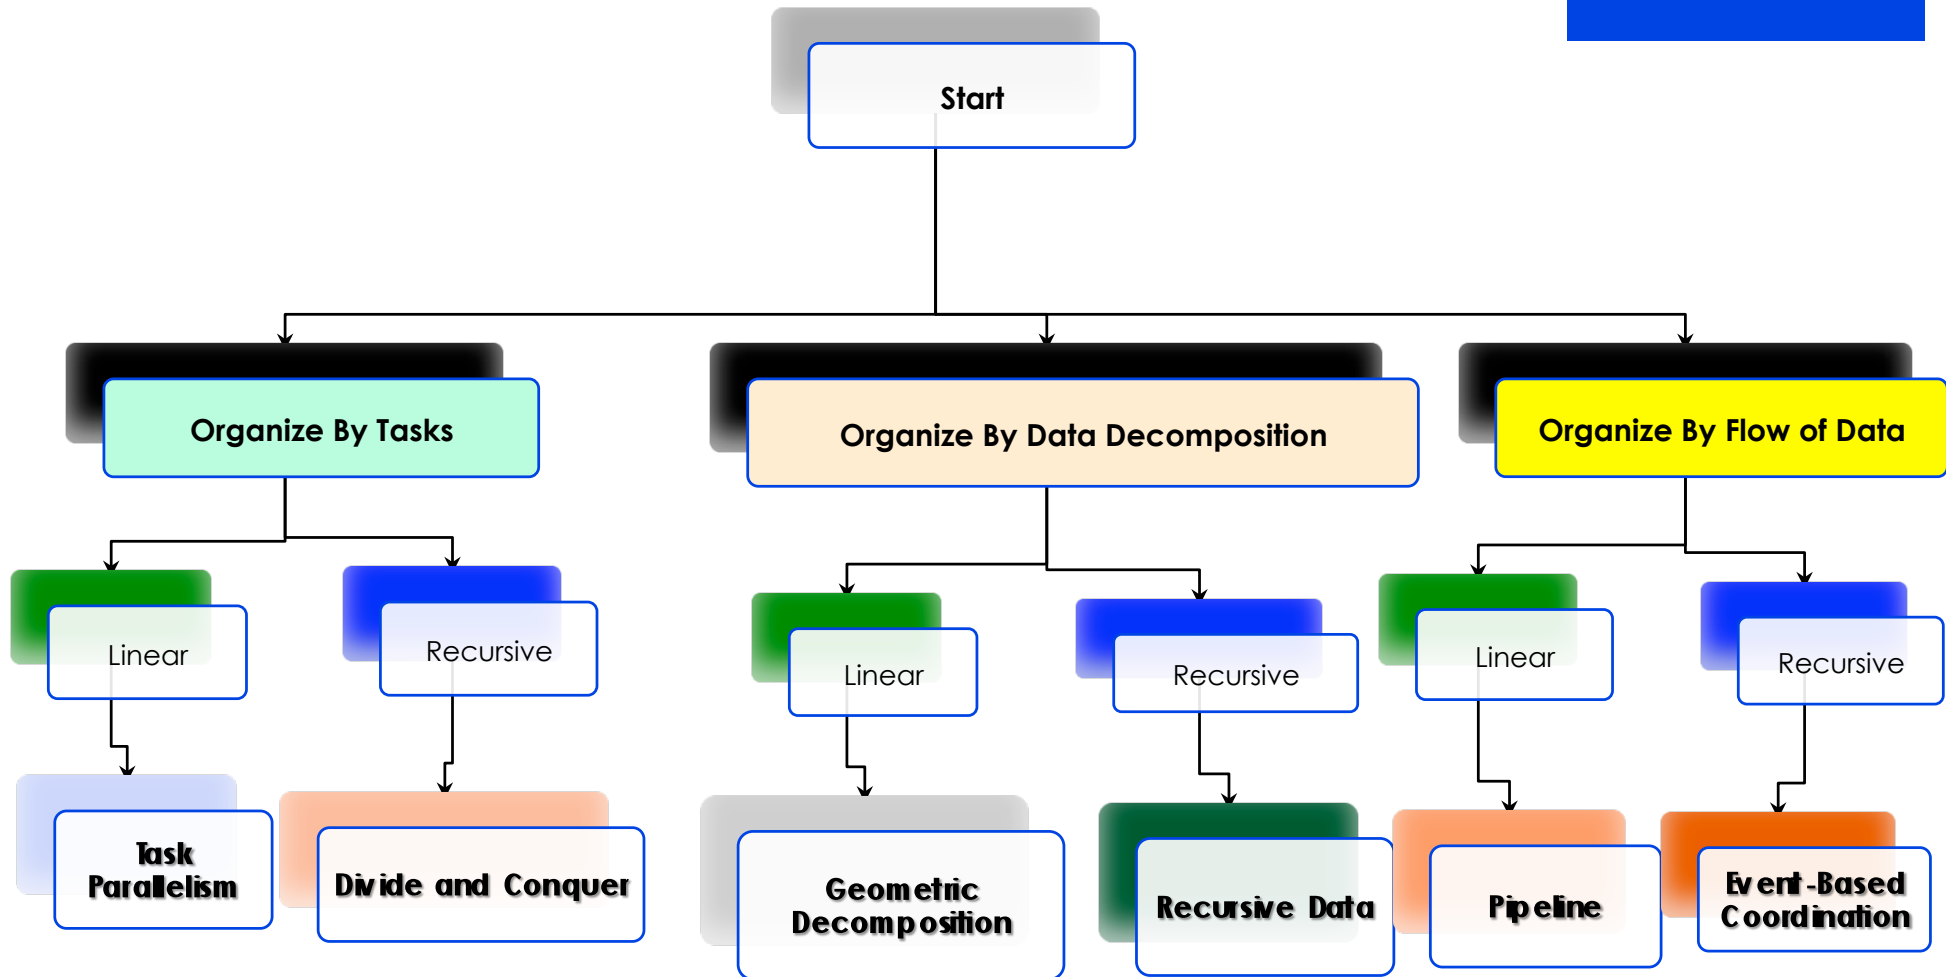 Start
Organize By Tasks
Organize By Data Decomposition
Organize By Flow of Data
Linear
Recursive
Linear
Recursive
Linear
Recursive
Task
Parallelism
Divide and Conquer
Geometric
Decomposition
Recursive Data
Pipeline
Event-Based
Coordination